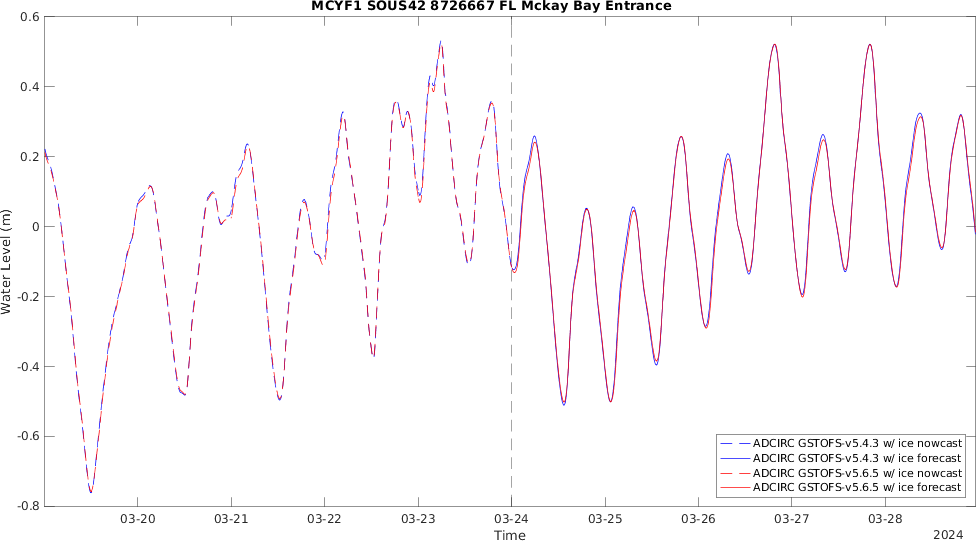 MCYF1 SOUS42 8726667 FL Mckay Bay Entrance
0.6
0.4
0.2
0
-0.2
-0.4
-0.6
-0.8
Water Level (m)
03-20 03-21 03-22 03-23 03-24 03-25 03-26 03-27 03-28
Time
2024
ADCIRC GSTOFS-v5.4.3 w/ ice nowcast
ADCIRC GSTOFS-v5.4.3 w/ ice forecast
ADCIRC GSTOFS-v5.6.5 w/ ice nowcast
ADCIRC GSTOFS-v5.6.5 w/ ice forecast